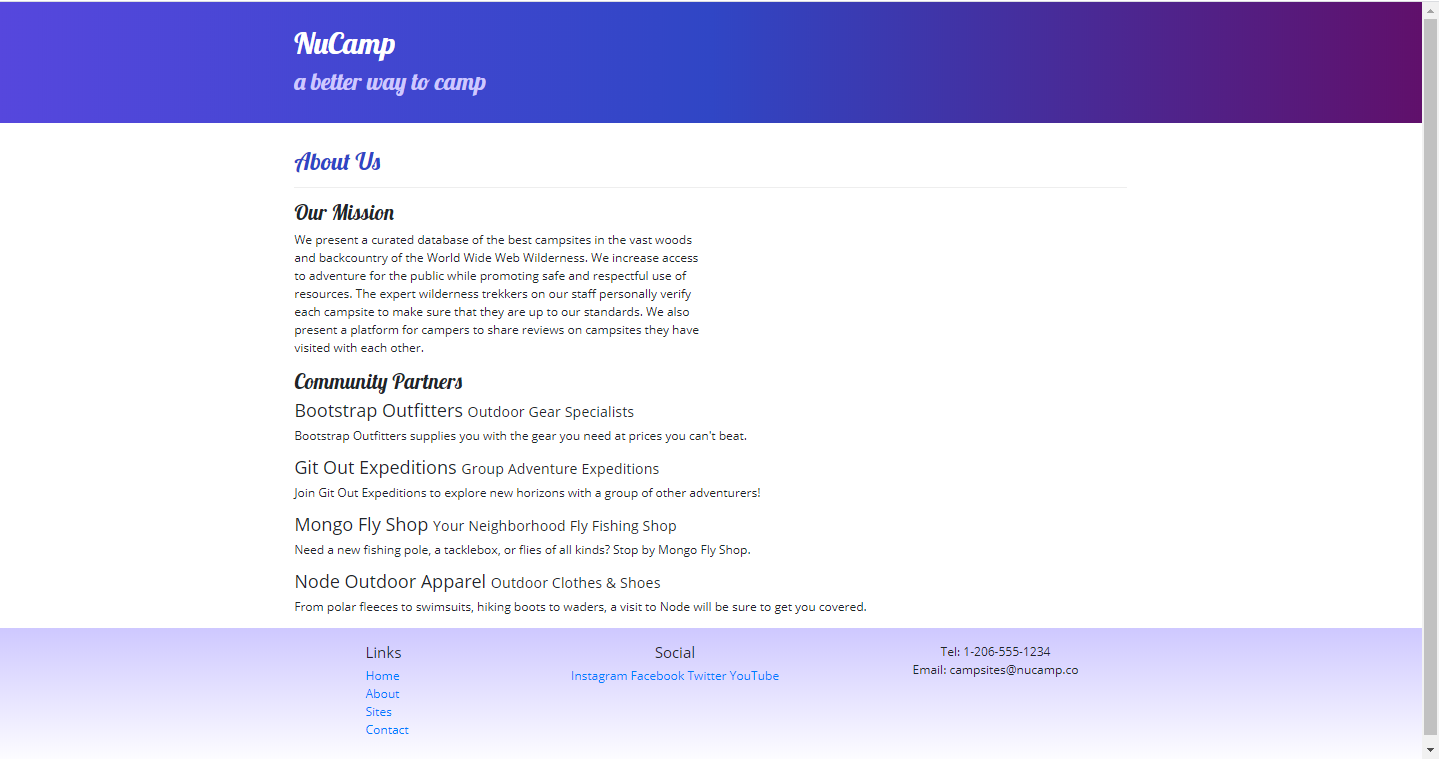 NuCamp
a better way to camp
About Us
Our Mission
We present a curated database of the best campsites in the vast woods
and backcountry of the World Wide Web Wilderness. We increase access
to adventure for the public while promoting safe and respectful use of
resources. The expert wilderness trekkers on our staff personally verify
each campsite to make sure that they are up to our standards. We also
present a platform for campers to share reviews on campsites they have
visited with each other.
Community Partners
Bootstrap Outfitters Outdoor Gear Specialists
Bootstrap Outfitters supplies you with the gear you need at prices you can't beat.
Git Out Expeditions Group Adventure Expeditions
Join Git Out Expeditions to explore new horizons with a group of other adventurers!
Mongo Fly Shop Your Neighborhood Fly Fishing Shop
Need a new fishing pole, a tacklebox, or flies of all kinds? Stop by Mongo Fly Shop.
Node Outdoor Apparel Outdoor Clothes & Shoes
From polar fleeces to swimsuits, hiking boots to waders, a visit to Node will be sure to get you covered.
Links
Home
About
Sites
Contact
Social
Instagram Facebook Twitter YouTube
Tel: 1-206-555-1234
Email: campsites@nucamp.co